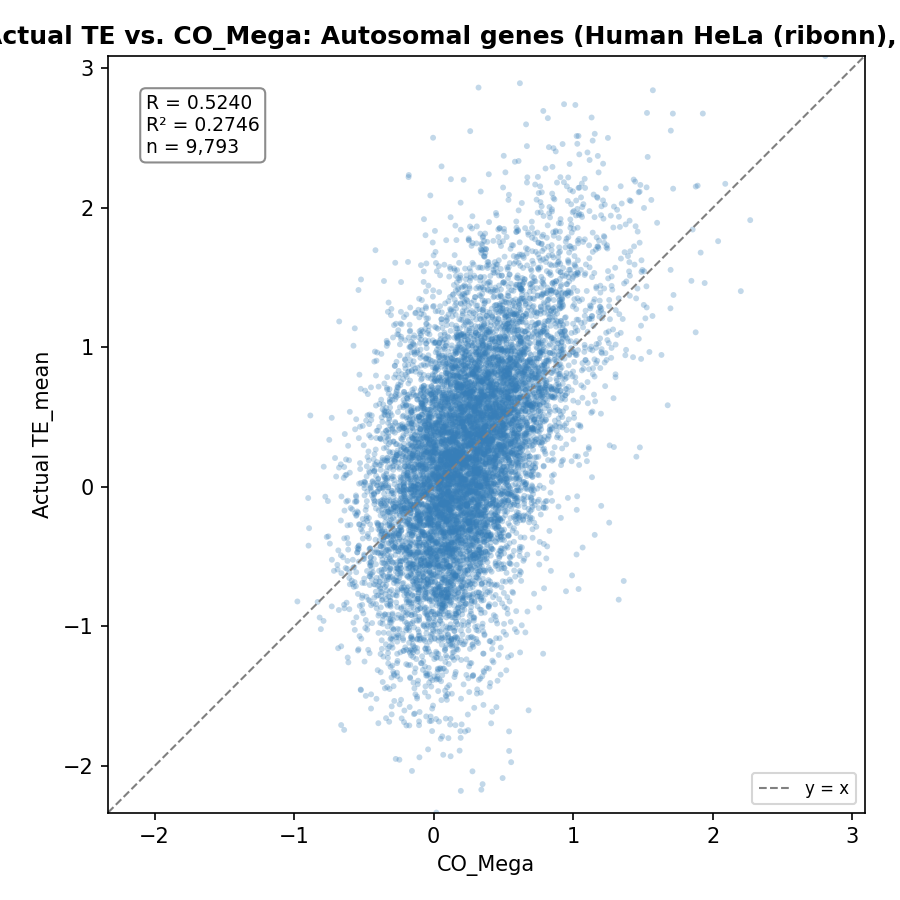 ctual TE vs. CO_Mega: Autosomal genes (Human HeLa (ribonn),
R = 0.5240
R² = 0.2746
n = 9,793
3
2
1
0
−1
−2
Actual TE_mean
y = x
−2
−1
0
1
2
3
CO_Mega